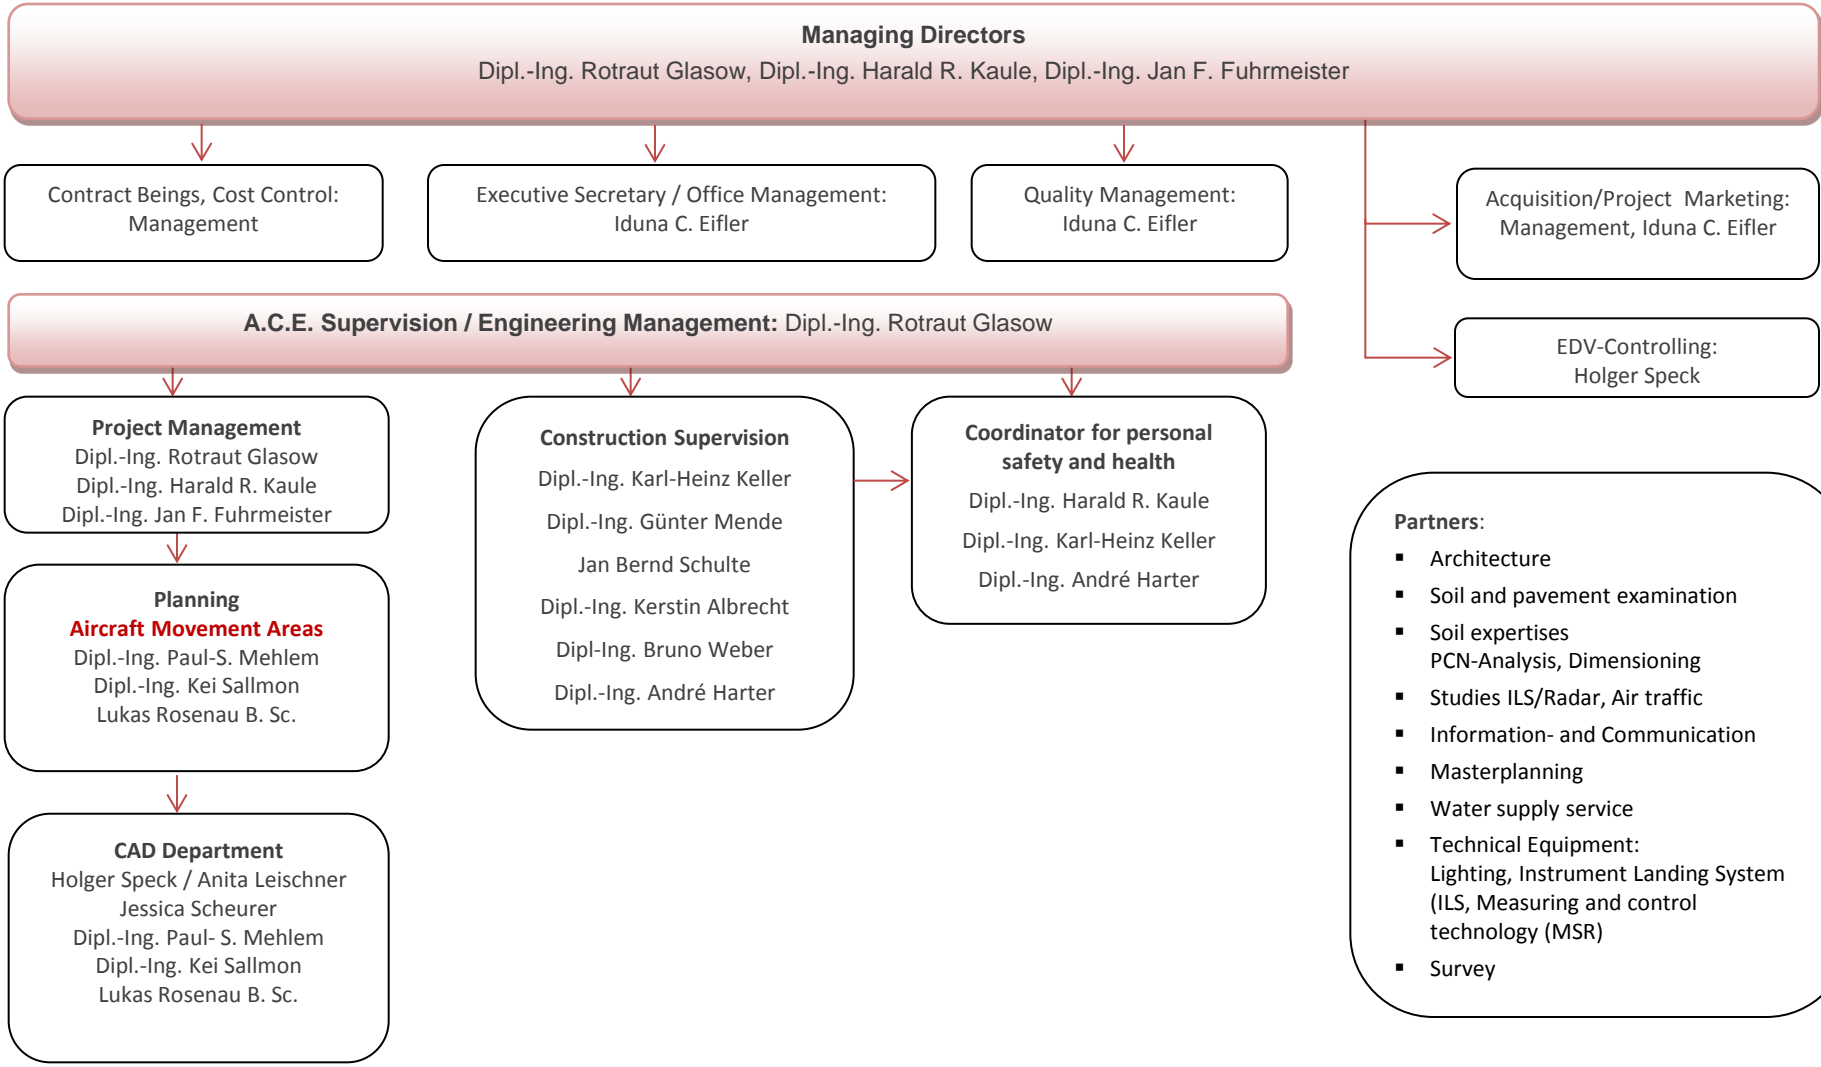 Managing Directors
Dipl.-Ing. Rotraut Glasow, Dipl.-Ing. Harald R. Kaule, Dipl.-Ing. Jan F. Fuhrmeister
Contract Beings, Cost Control:
Management
Executive Secretary / Office Management:
Iduna C. Eifler
Quality Management:
Iduna C. Eifler
Acquisition/Project Marketing:
Management, Iduna C. Eifler
EDV-Controlling:
Holger Speck
A.C.E. Supervision / Engineering Management: Dipl.-Ing. Rotraut Glasow
Project Management
Dipl.-Ing. Rotraut Glasow
Dipl.-Ing. Harald R. Kaule
Dipl.-Ing. Jan F. Fuhrmeister
Planning
Aircraft Movement Areas
Dipl.-Ing. Paul-S. Mehlem
Dipl.-Ing. Kei Sallmon
Lukas Rosenau B. Sc.
CAD Department
Holger Speck / Anita Leischner
Jessica Scheurer
Dipl.-Ing. Paul- S. Mehlem
Dipl.-Ing. Kei Sallmon
Lukas Rosenau B. Sc.
Construction Supervision
Dipl.-Ing. Karl-Heinz Keller
Dipl.-Ing. Günter Mende
Jan Bernd Schulte
Dipl.-Ing. Kerstin Albrecht
Dipl-Ing. Bruno Weber
Dipl.-Ing. André Harter
Coordinator for personal
safety and health
Dipl.-Ing. Harald R. Kaule
Dipl.-Ing. Karl-Heinz Keller
Dipl.-Ing. André Harter
Partners:
▪ Architecture
▪ Soil and pavement examination
▪ Soil expertises
PCN-Analysis, Dimensioning
▪ Studies ILS/Radar, Air traffic
▪ Information- and Communication
▪ Masterplanning
▪ Water supply service
▪ Technical Equipment:
Lighting, Instrument Landing System
(ILS, Measuring and control
technology (MSR)
▪ Survey